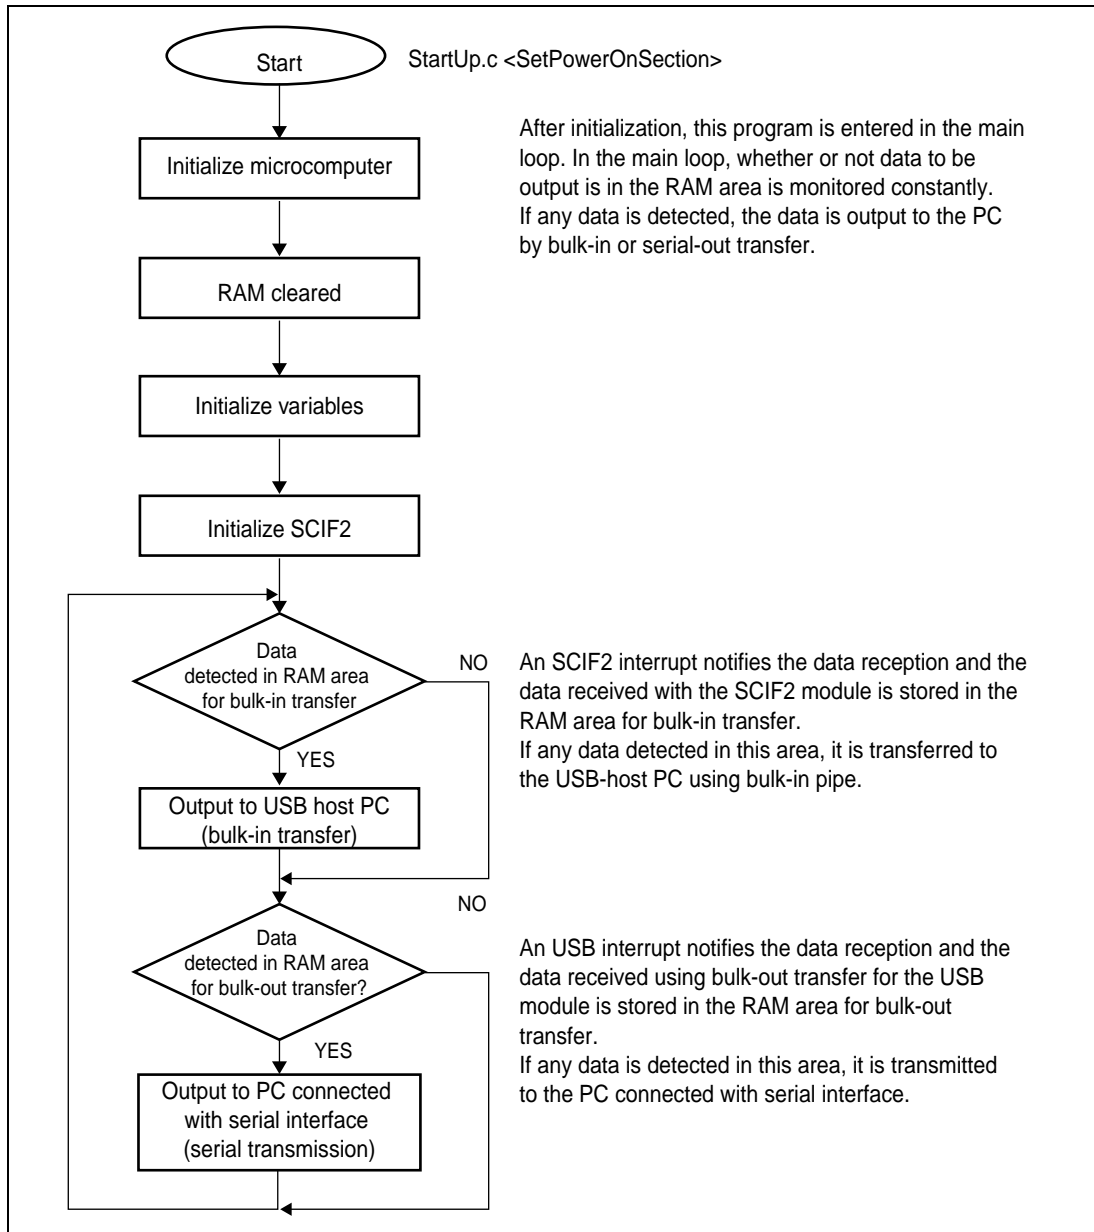 Start
StartUp.c <SetPowerOnSection>
After initialization, this program is entered in the main
loop. In the main loop, whether or not data to be
output is in the RAM area is monitored constantly.
If any data is detected, the data is output to the PC
by bulk-in or serial-out transfer.
Initialize microcomputer
RAM cleared
Initialize variables
Initialize SCIF2
Data
detected in RAM area
for bulk-in transfer
NO
YES
An SCIF2 interrupt notifies the data reception and the
data received with the SCIF2 module is stored in the
RAM area for bulk-in transfer.
If any data detected in this area, it is transferred to
the USB-host PC using bulk-in pipe.
Output to USB host PC
(bulk-in transfer)
NO
Data
detected in RAM area
for bulk-out transfer?
YES
An USB interrupt notifies the data reception and the
data received using bulk-out transfer for the USB
module is stored in the RAM area for bulk-out
transfer.
If any data is detected in this area, it is transmitted
to the PC connected with serial interface.
Output to PC connected
with serial interface
(serial transmission)